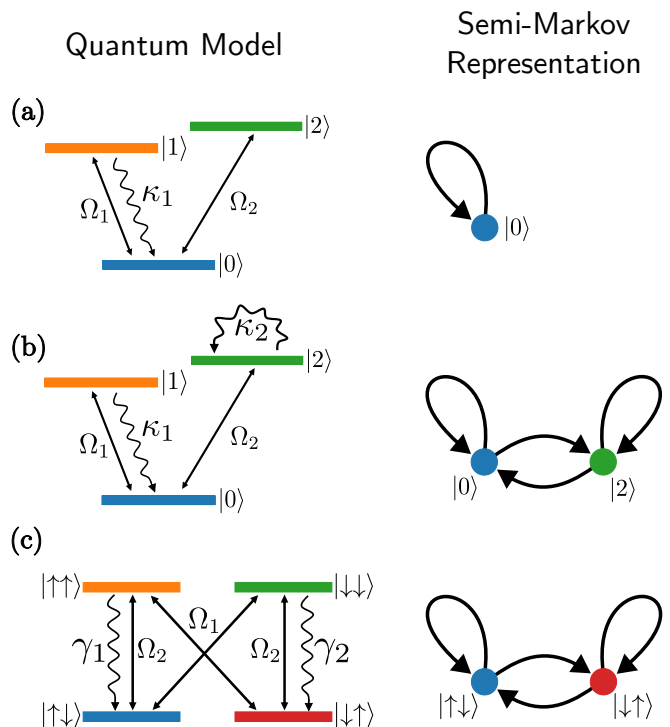 Quantum Model
Semi-Markov
Representation
(a)
|2⟩
|1⟩
Ω₁
κ₁
Ω₂
|0⟩
|0⟩
(b)
κ₂
|2⟩
|1⟩
Ω₁
κ₁
Ω₂
|0⟩
|0⟩
|2⟩
(c)
|↑↑⟩
|↓↓⟩
γ₁
Ω₂
Ω₁
Ω₂
γ₂
|↑↓⟩
|↓↑⟩
|↑↓⟩
|↓↑⟩